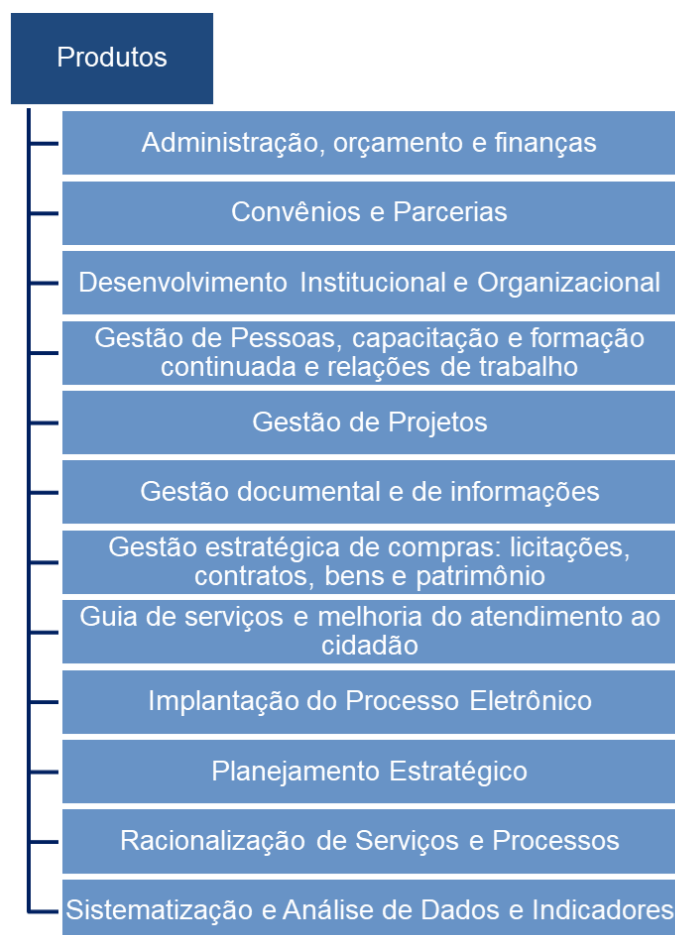 Produtos
Administração, orçamento e finanças
Convênios e Parcerias
Desenvolvimento Institucional e Organizacional
Gestão de Pessoas, capacitação e formação
continuada e relações de trabalho
Gestão de Projetos
Gestão documental e de informações
Gestão estratégica de compras: licitações,
contratos, bens e patrimônio
Guia de serviços e melhoria do atendimento ao
cidadão
Implantação do Processo Eletrônico
Planejamento Estratégico
Racionalização de Serviços e Processos
Sistematização e Análise de Dados e Indicadores